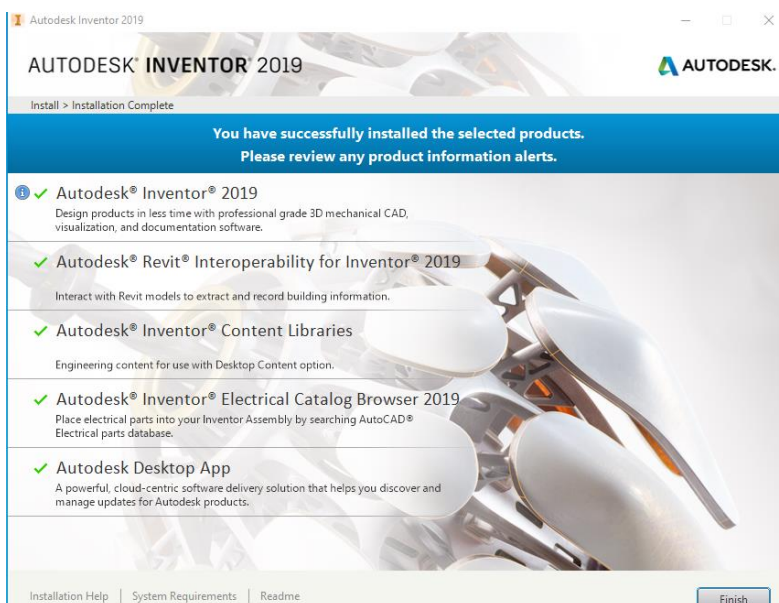 Autodesk Inventor 2019
AUTODESK® INVENTOR® 2019
AUTODESK.
Install > Installation Complete
You have successfully installed the selected products.
Please review any product information alerts.
Autodesk® Inventor® 2019
Design products in less time with professional grade 3D mechanical CAD,
visualization, and documentation software.
Autodesk® Revit® Interoperability for Inventor® 2019
Interact with Revit models to extract and record building information.
Autodesk® Inventor® Content Libraries
Engineering content for use with Desktop Content option.
Autodesk® Inventor® Electrical Catalog Browser 2019
Place electrical parts into your Inventor Assembly by searching AutoCAD®
Electrical parts database.
Autodesk Desktop App
A powerful, cloud-centric software delivery solution that helps you discover and
manage updates for Autodesk products.
Installation Help | System Requirements | Readme
Finish